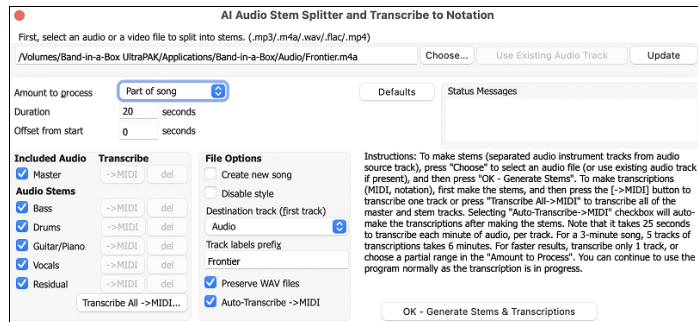 AI Audio Stem Splitter and Transcribe to Notation
First, select an audio or a video file to split into stems. (.mp3/.m4a/.wav/.flac/.mp4)
/Volumes/Band-in-a-Box UltraPAK/Applications/Band-in-a-Box/Audio/Frontier.m4a Choose... Use Existing Audio Track Update
Amount to process Part of song Defaults Status Messages
Duration 20 seconds
Offset from start 0 seconds
Included Audio Transcribe
Master ->MIDI del
Audio Stems
Bass ->MIDI del
Drums ->MIDI del
Guitar/Piano ->MIDI del
Vocals ->MIDI del
Residual ->MIDI del
Transcribe All ->MIDI...
File Options
Create new song
Disable style
Destination track (first track)
Audio
Track labels prefix
Frontier
Preserve WAV files
Auto-Transcribe ->MIDI
Instructions: To make stems (separated audio instrument tracks from audio
source track), press "Choose" to select an audio file (or use existing audio track
if present), and then press "OK - Generate Stems". To make transcriptions
(MIDI, notation), first make the stems, and then press the [->MIDI] button to
transcribe one track or press "Transcribe All->MIDI" to transcribe all of the
master and stem tracks. Selecting "Auto-Transcribe->MIDI" checkbox will auto-
make the transcriptions after making the stems. Note that it takes 25 seconds
to transcribe each minute of audio, per track. For a 3-minute song, 5 tracks of
transcriptions takes 6 minutes. For faster results, transcribe only 1 track, or
choose a partial range in the "Amount to Process". You can continue to use the
program normally as the transcription is in progress.
OK - Generate Stems & Transcriptions